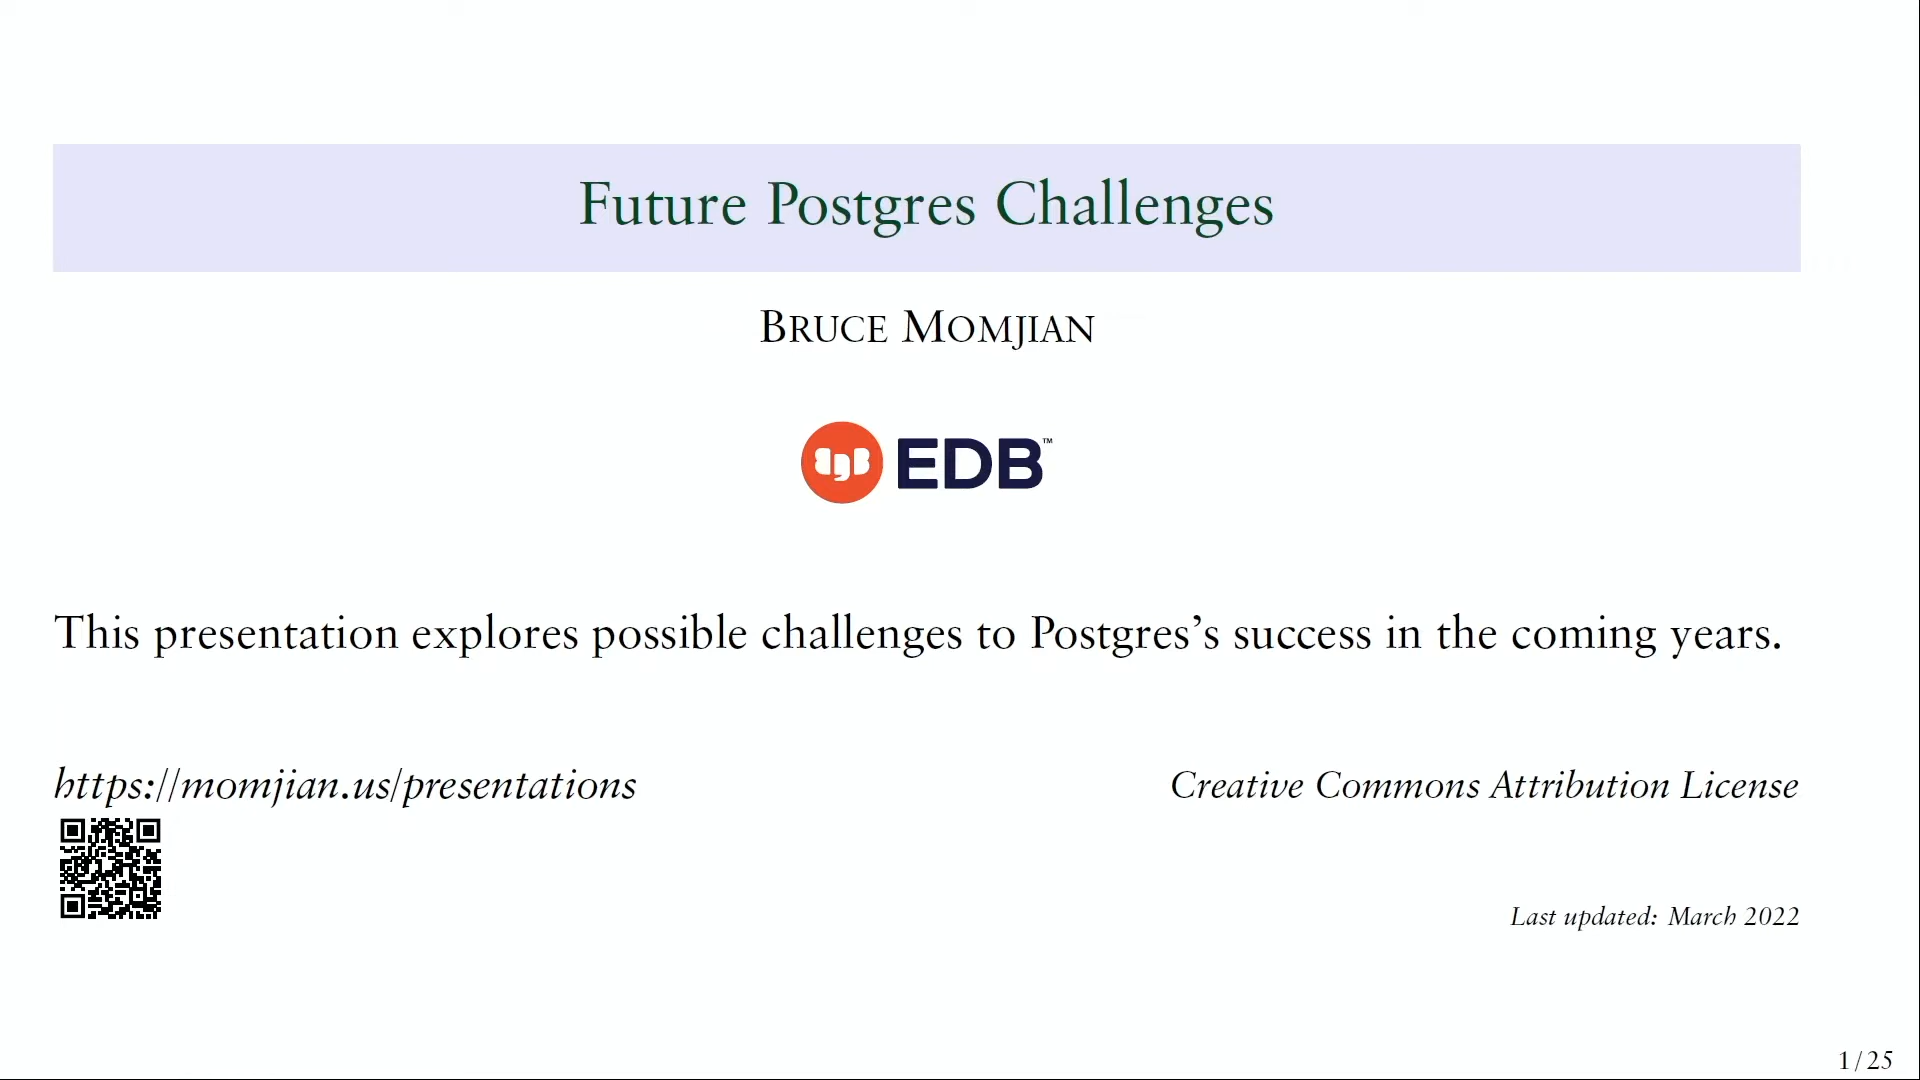 Future Postgres Challenges
BRUCE MOMJIAN
EDB™
This presentation explores possible challenges to Postgres’s success in the coming years.
https://momjian.us/presentations
Creative Commons Attribution License
Last updated: March 2022
1 / 25